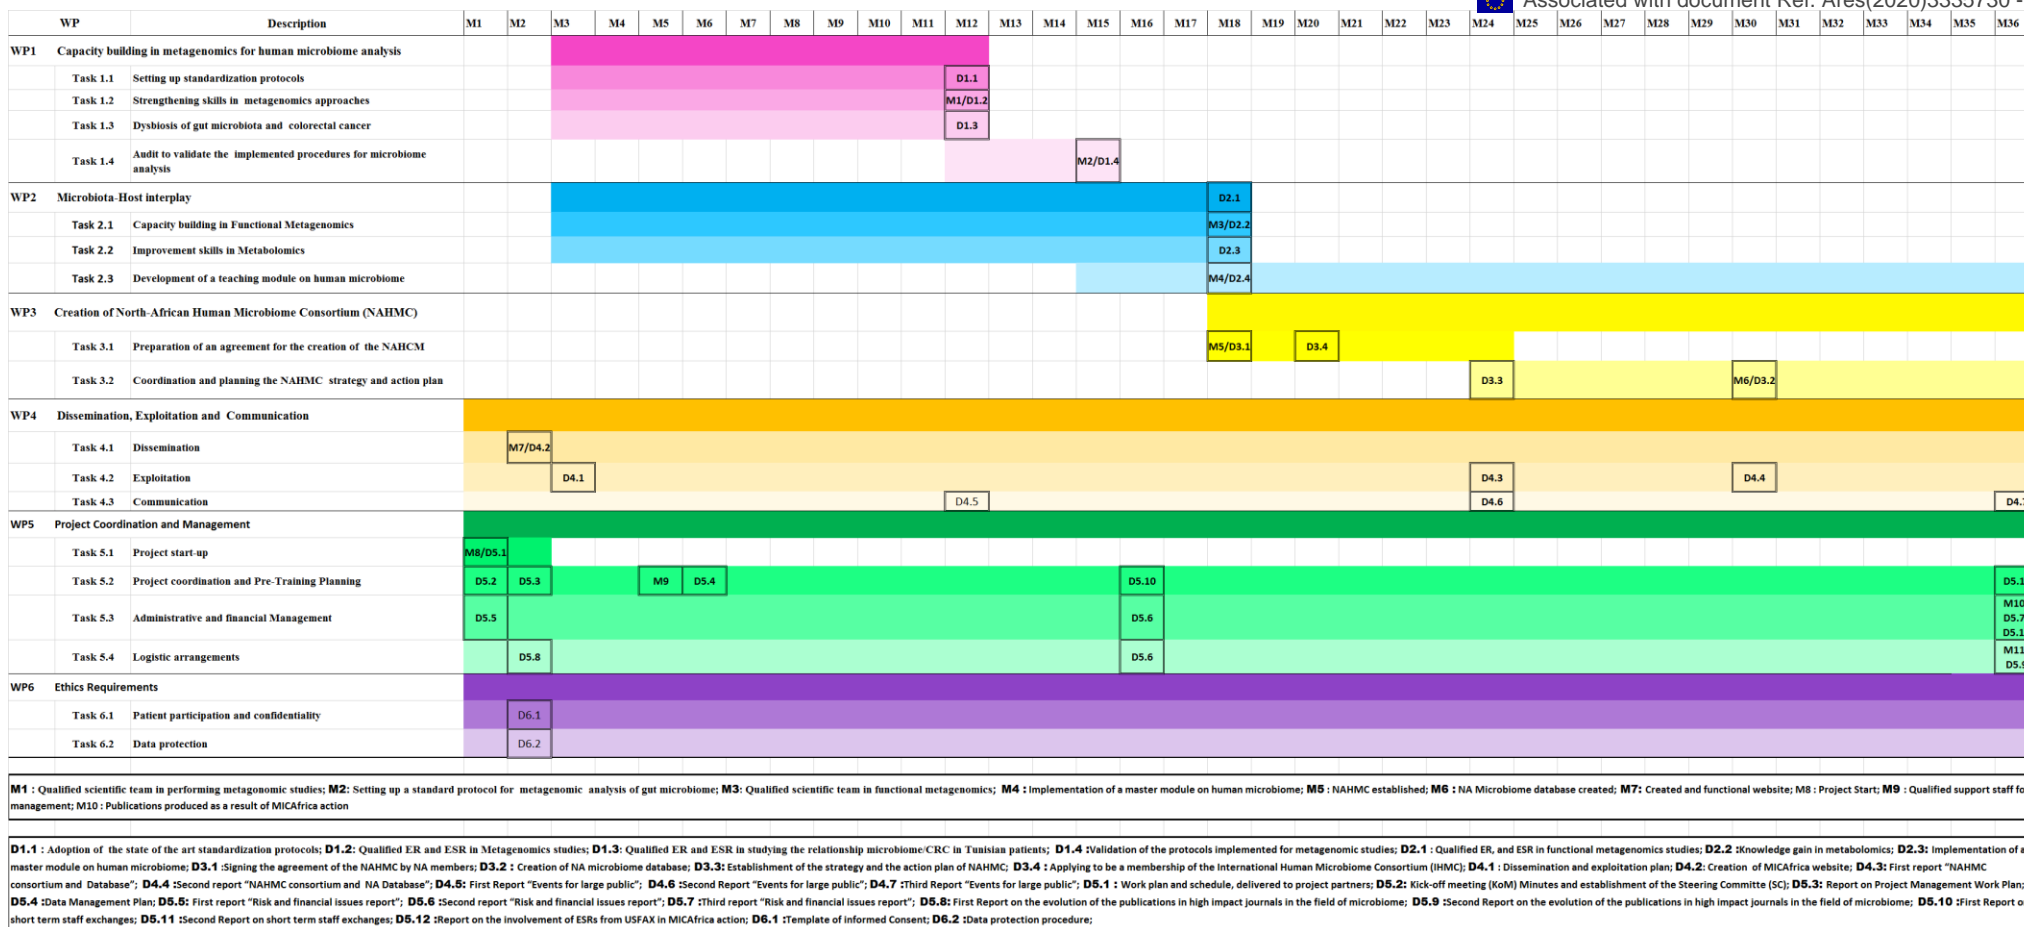 Associated with document Ref. Ares(2020)3335730 -
WP Description M1 M2 M3 M4 M5 M6 M7 M8 M9 M10 M11 M12 M13 M14 M15 M16 M17 M18 M19 M20 M21 M22 M23 M24 M25 M26 M27 M28 M29 M30 M31 M32 M33 M34 M35 M36
WP1 Capacity building in metagenomics for human microbiome analysis
Task 1.1 Setting up standardization protocols D1.1
Task 1.2 Strengthening skills in metagenomics approaches M1/D1.2
Task 1.3 Dysbiosis of gut microbiota and colorectal cancer D1.3
Task 1.4 Audit to validate the implemented procedures for microbiome
analysis M2/D1.4
WP2 Microbiota-Host interplay D2.1
Task 2.1 Capacity building in Functional Metagenomics M3/D2.2
Task 2.2 Improvement skills in Metabolomics D2.3
Task 2.3 Development of a teaching module on human microbiome M4/D2.4
WP3 Creation of North-African Human Microbiome Consortium (NAHMC)
Task 3.1 Preparation of an agreement for the creation of the NAHCM M5/D3.1 D3.4
Task 3.2 Coordination and planning the NAHMC strategy and action plan D3.3 M6/D3.2
WP4 Dissemination, Exploitation and Communication
Task 4.1 Dissemination M7/D4.2
Task 4.2 Exploitation D4.1 D4.3 D4.4
Task 4.3 Communication D4.5 D4.6 D4.7
WP5 Project Coordination and Management
Task 5.1 Project start-up M8/D5.1
Task 5.2 Project coordination and Pre-Training Planning D5.2 D5.3 M9 D5.4 D5.10 D5.1
Task 5.3 Administrative and financial Management D5.5 D5.6 M10
D5.7
D5.1
Task 5.4 Logistic arrangements D5.8 D5.6 M11
D5.9
WP6 Ethics Requirements
Task 6.1 Patient participation and confidentiality D6.1
Task 6.2 Data protection D6.2
M1 : Qualified scientific team in performing metagonomic studies; M2: Setting up a standard protocol for metagenomic analysis of gut microbiome; M3: Qualified scientific team in functional metagenomics; M4 : Implementation of a master module on human microbiome; M5 : NAHMC established; M6 : NA Microbiome database created; M7: Created and functional website; M8 : Project Start; M9 : Qualified support staff fo
management; M10 : Publications produced as a result of MICAfrica action
D1.1 : Adoption of the state of the art standardization protocols; D1.2: Qualified ER and ESR in Metagenomics studies; D1.3: Qualified ER and ESR in studying the relationship microbiome/CRC in Tunisian patients; D1.4 :Validation of the protocols implemented for metagenomic studies; D2.1 : Qualified ER, and ESR in functional metagenomics studies; D2.2 :Knowledge gain in metabolomics; D2.3: Implementation of a
master module on human microbiome; D3.1 :Signing the agreement of the NAHMC by NA members; D3.2 : Creation of NA microbiome database; D3.3: Establishment of the strategy and the action plan of NAHMC; D3.4 : Applying to be a membership of the International Human Microbiome Consortium (IHMC); D4.1 : Dissemination and exploitation plan; D4.2: Creation of MICAfrica website; D4.3: First report "NAHMC
consortium and Database"; D4.4 :Second report "NAHMC consortium and NA Database"; D4.5: First Report "Events for large public"; D4.6 :Second Report "Events for large public"; D4.7 :Third Report "Events for large public"; D5.1 : Work plan and schedule, delivered to project partners; D5.2: Kick-off meeting (KoM) Minutes and establishment of the Steering Committe (SC); D5.3: Report on Project Management Work Plan;
D5.4 :Data Management Plan; D5.5: First report "Risk and financial issues report"; D5.6 :Second report "Risk and financial issues report"; D5.7 :Third report "Risk and financial issues report"; D5.8: First Report on the evolution of the publications in high impact journals in the field of microbiome; D5.9 :Second Report on the evolution of the publications in high impact journals in the field of microbiome; D5.10 :First Report on
short term staff exchanges; D5.11 :Second Report on short term staff exchanges; D5.12 :Report on the involvement of ESRs from USFAX in MICAfrica action; D6.1 :Template of informed Consent; D6.2 :Data protection procedure;